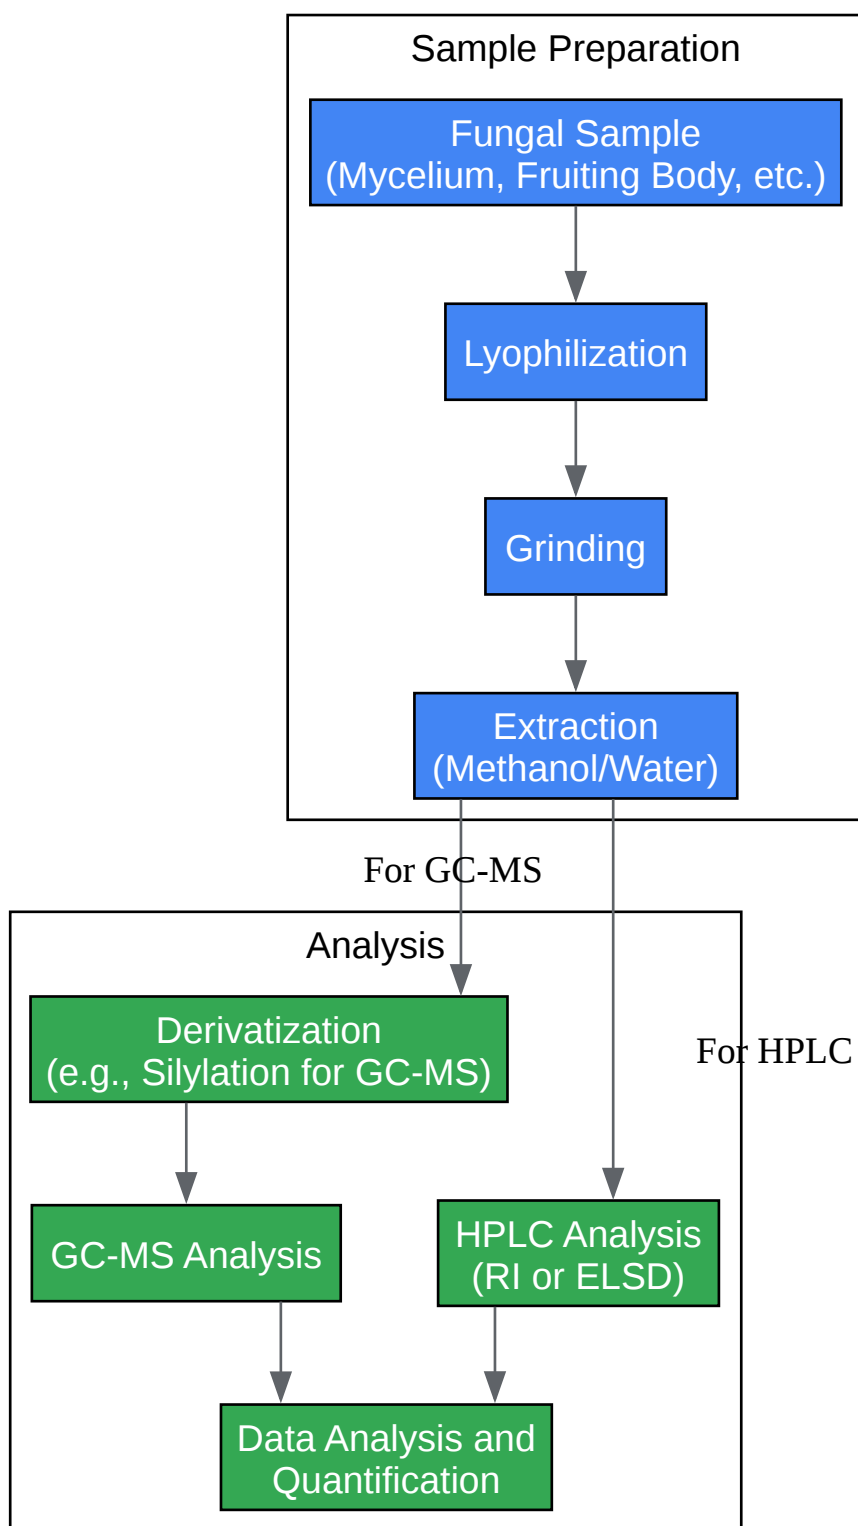 Sample Preparation
Fungal Sample
(Mycelium, Fruiting Body, etc.)
Lyophilization
Grinding
Extraction
(Methanol/Water)
For GC-MS
Analysis
Derivatization
(e.g., Silylation for GC-MS)
For HPLC
GC-MS Analysis
HPLC Analysis
(RI or ELSD)
Data Analysis and
Quantification